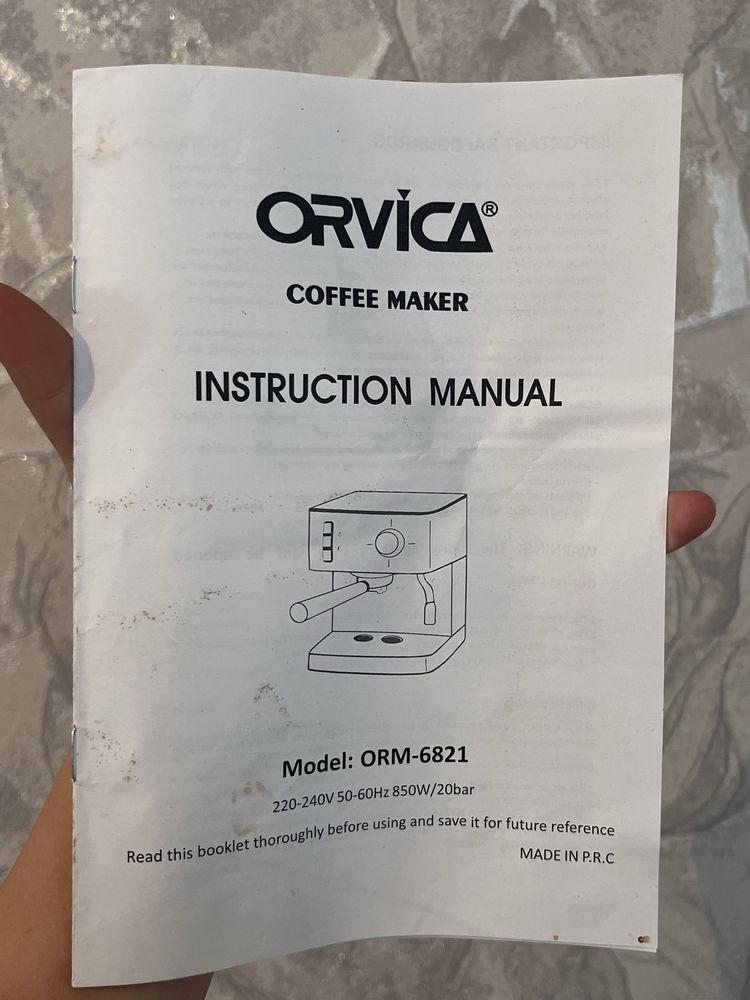 ORVICA®
COFFEE MAKER
INSTRUCTION MANUAL
Model: ORM-6821
220-240V 50-60Hz 850W/20bar
Read this booklet thoroughly before using and save it for future reference
MADE IN P.R.C